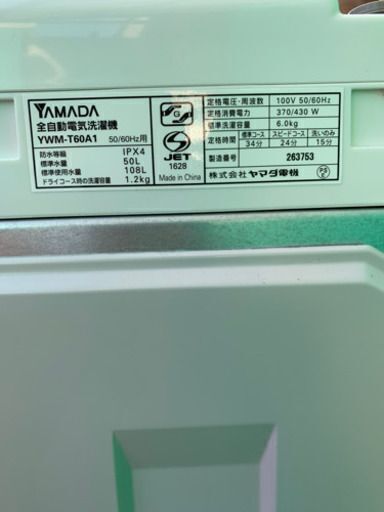 YAMADA
全自動電気洗濯機
YWM-T60A1 50/60Hz用
防水等級 IPX4
標準水量 50L
標準使用水量 108L
ドライコース時の洗濯容量 1.2kg
G
JET
1628
Made in China
定格電圧・周波数 100V 50/60Hz
定格消費電力 370/430 W
標準洗濯容量 6.0kg
定格時間 標準コース スピードコース 洗いのみ
34分 24分 15分
製造番号 263753
株式会社 ヤマダ電機